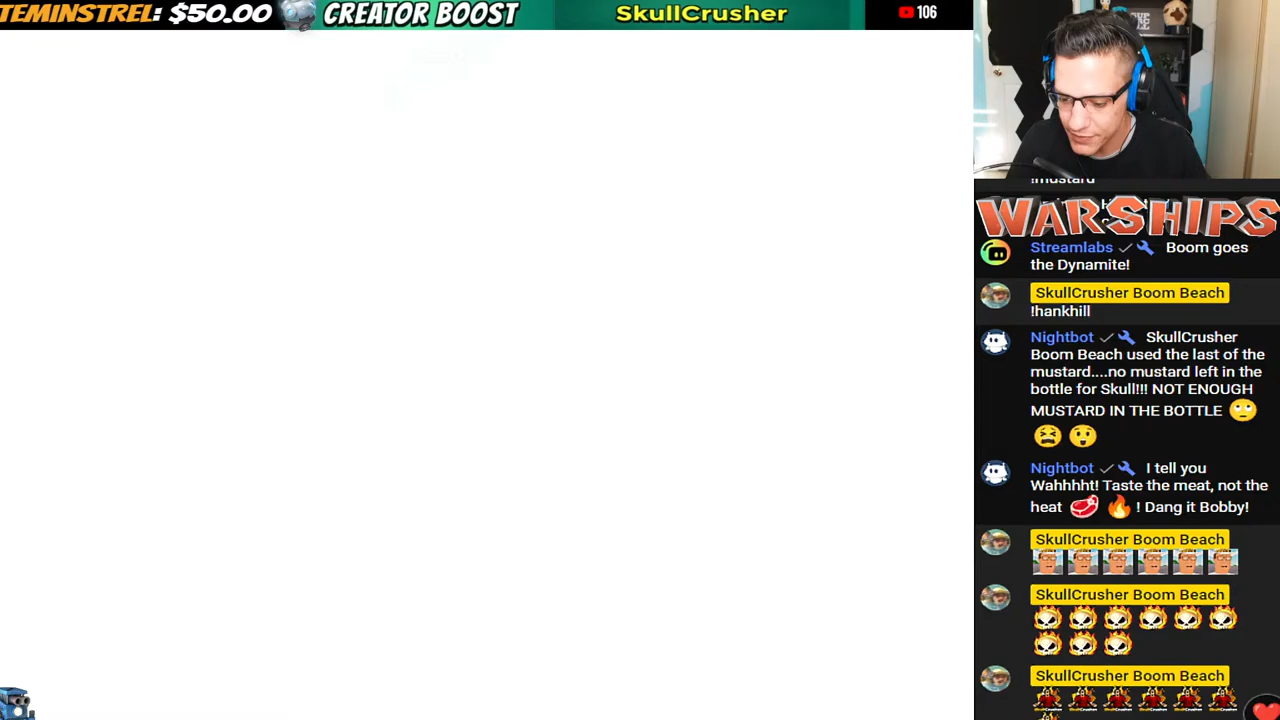 TEMINSTREL: $50.00 CREATOR BOOST SkullCrusher 106
!mustard
WARSHIPS
Streamlabs Boom goes
the Dynamite!
SkullCrusher Boom Beach
!hankhill
Nightbot SkullCrusher
Boom Beach used the last of the
mustard....no mustard left in the
bottle for Skull!!! NOT ENOUGH
MUSTARD IN THE BOTTLE 🙄
😫 😲
Nightbot I tell you
Wahhhht! Taste the meat, not the
heat 🥩 🔥 ! Dang it Bobby!
SkullCrusher Boom Beach
SkullCrusher Boom Beach
SkullCrusher Boom Beach